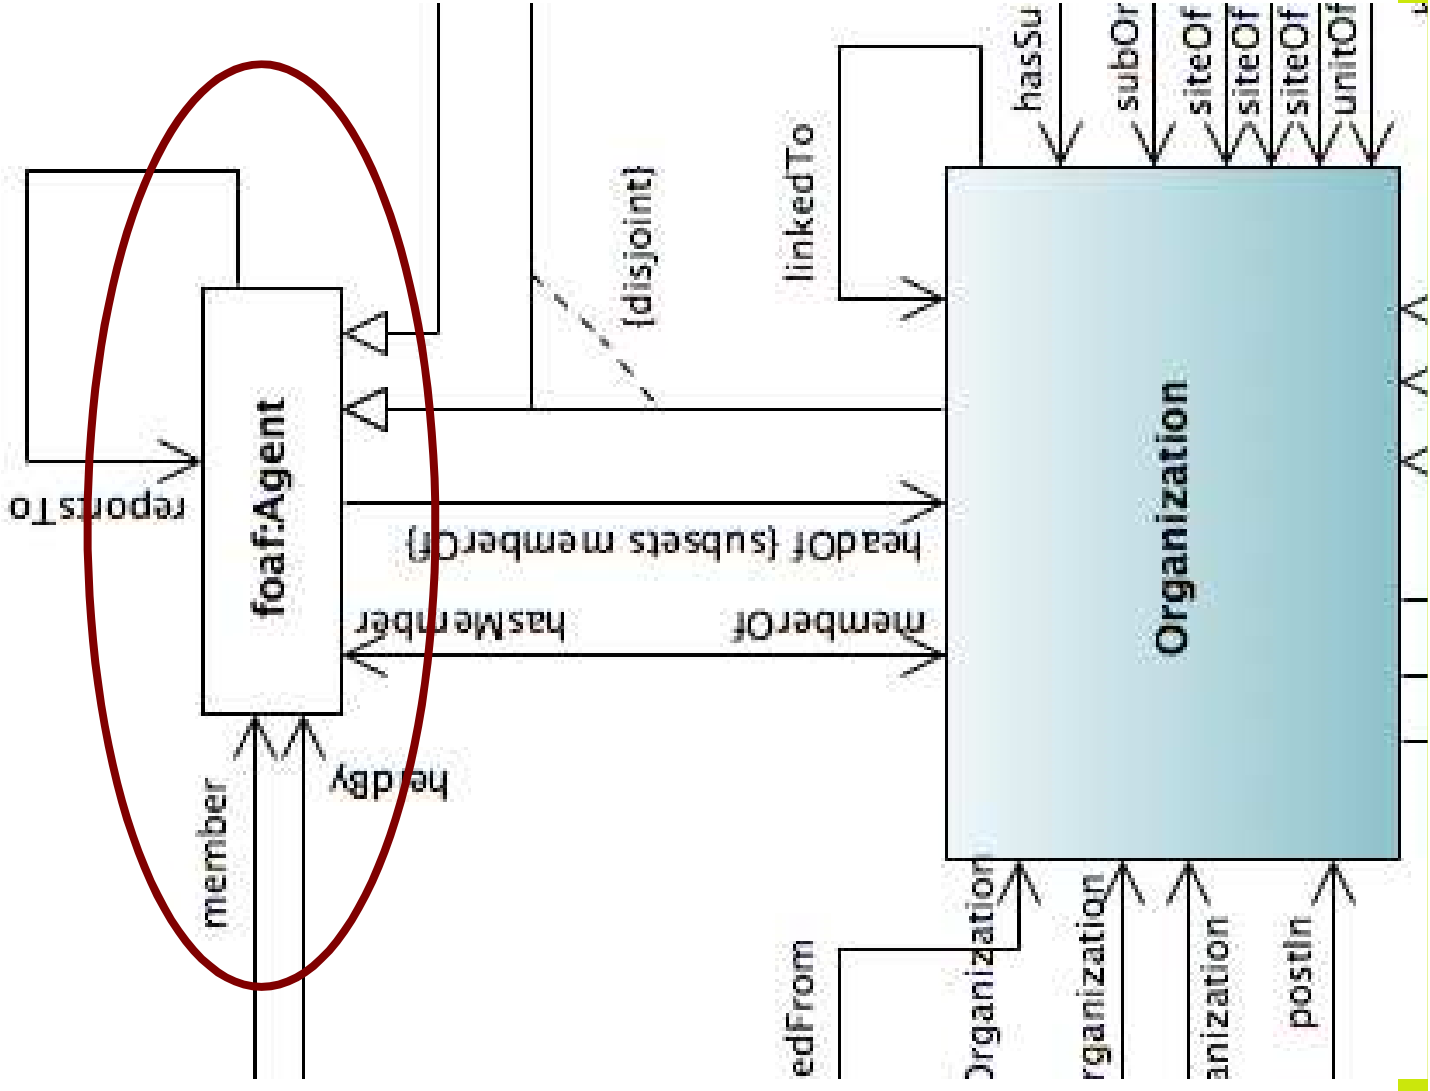 hasSu
subOr
siteOf
siteOf
siteOf
unitOf
linkedTo
{disjoint}
reportsTo
foaf:Agent
headOf {subsets memberOf}
hasMember
memberOf
Organization
headBy
member
edFrom
Organization
rganization
anization
postIn